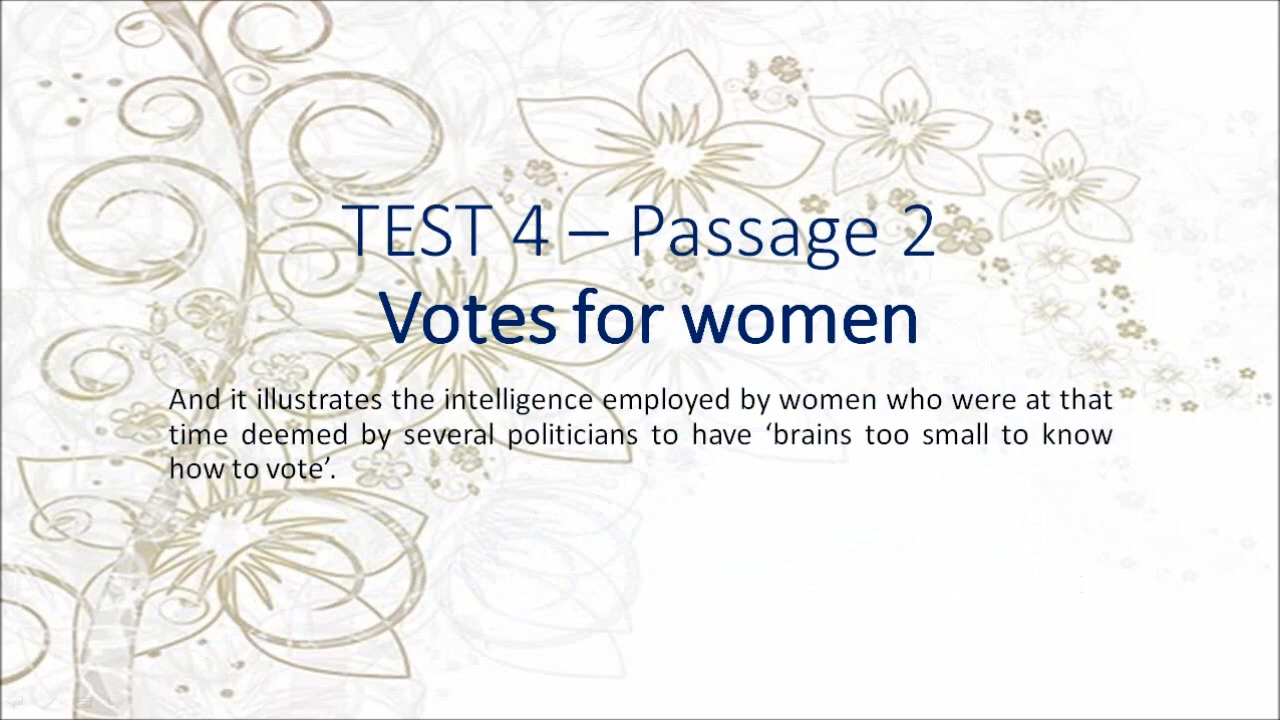 TEST 4 – Passage 2
Votes for women
And it illustrates the intelligence employed by women who were at that
time deemed by several politicians to have ‘brains too small to know
how to vote’.